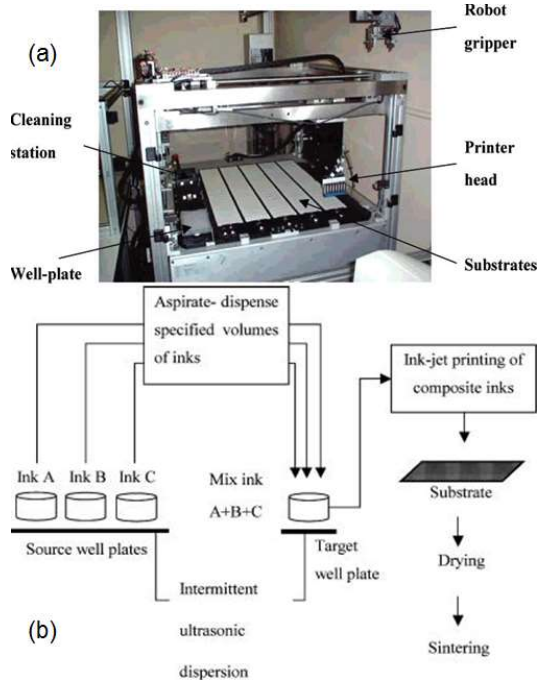 (a)
Robot
gripper
Cleaning
station
Printer
head
Well-plate
Substrates
Aspirate- dispense
specified volumes
of inks
Ink-jet printing of
composite inks
Ink A
Ink B
Ink C
Mix ink
A+B+C
Substrate
Source well plates
Target
well plate
Drying
Intermittent
ultrasonic
dispersion
Sintering
(b)